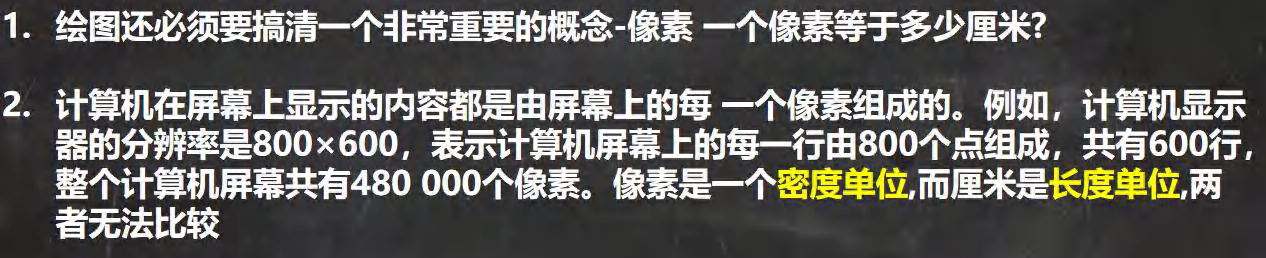 1. 绘图还必须要搞清一个非常重要的概念-像素 一个像素等于多少厘米?
2. 计算机在屏幕上显示的内容都是由屏幕上的每 一个像素组成的。例如，计算机显示
器的分辨率是800×600，表示计算机屏幕上的每一行由800个点组成，共有600行，
整个计算机屏幕共有480 000个像素。像素是一个密度单位,而厘米是长度单位,两
者无法比较